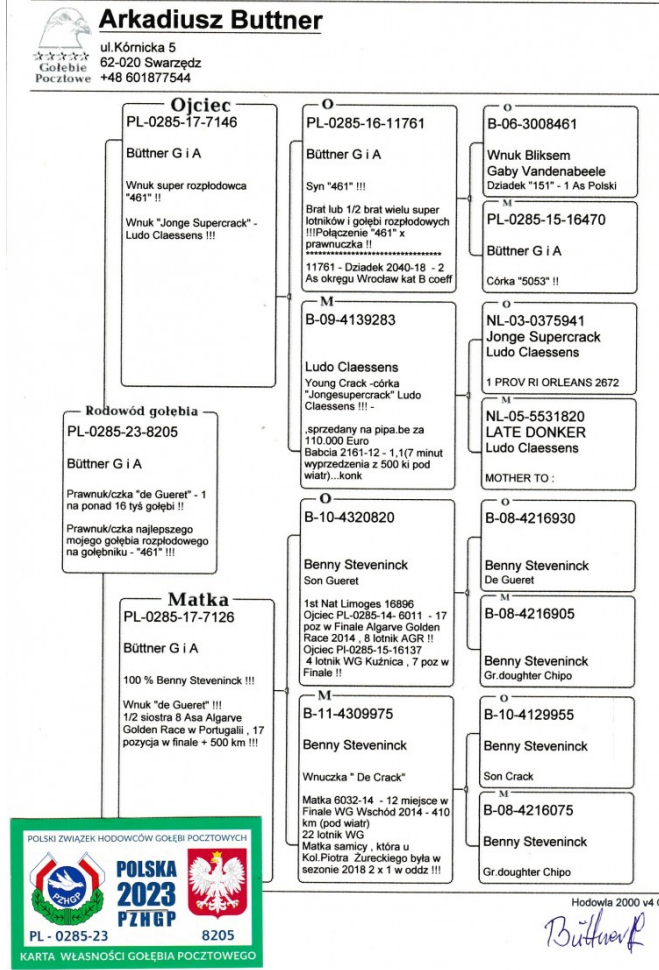 Arkadiusz Buttner
ul.Kórnicka 5
62-020 Swarzędz
+48 601877544
Gołebie
Pocztowe
Rodowód gołebia
PL-0285-23-8205
Büttner G i A
Prawnuk/czka "de Gueret" - 1
na ponad 16 tyś gołębi !!
Prawnuk/czka najlepszego
mojego gołębia rozpłodowego
na gołębniku - "461" !!!
Ojciec
PL-0285-17-7146
Büttner G i A
Wnuk super rozpłodowca
"461" !!
Wnuk "Jonge Supercrack" -
Ludo Claessens !!!
Matka
PL-0285-17-7126
Büttner G i A
100 % Benny Steveninck !!!
Wnuk "de Gueret" !!!
1/2 siostra 8 Asa Algarve
Golden Race w Portugalii , 17
pozycja w finale + 500 km !!!
O
PL-0285-16-11761
Büttner G i A
Syn "461" !!!
Brat lub 1/2 brat wielu super
lotników i gołębi rozpłodowych
!!!Połączenie "461" x
prawnuczka !!
*********************************
11761 - Dziadek 2040-18 - 2
As okręgu Wrocław kat B coeff
M
B-09-4139283
Ludo Claessens
Young Crack -córka
"Jongesupercrack" Ludo
Claessens !!! -
,sprzedany na pipa.be za
110.000 Euro
Babcia 2161-12 - 1,1(7 minut
wyprzedzenia z 500 ki pod
wiatr)...konk
O
B-10-4320820
Benny Steveninck
Son Gueret
1st Nat Limoges 16896
Ojciec PL-0285-14- 6011 - 17
poz w Finale Algarve Golden
Race 2014 , 8 lotnik AGR !!
Ojciec Pl-0285-15-16137
4 lotnik WG Kuźnica , 7 poz w
Finale !!
M
B-11-4309975
Benny Steveninck
Wnuczka " De Crack"
Matka 6032-14 - 12 miejsce w
Finale WG Wschód 2014 - 410
km (pod wiatr)
22 lotnik WG
Matka samicy , która u
Kol.Piotra Żureckiego była w
sezonie 2018 2 x 1 w oddz !!!
O
B-06-3008461
Wnuk Bliksem
Gaby Vandenabeele
Dziadek "151" - 1 As Polski
M
PL-0285-15-16470
Büttner G i A
Córka "5053" !!
O
NL-03-0375941
Jonge Supercrack
Ludo Claessens
1 PROV RI ORLEANS 2672
M
NL-05-5531820
LATE DONKER
Ludo Claessens
MOTHER TO :
O
B-08-4216930
Benny Steveninck
De Gueret
M
B-08-4216905
Benny Steveninck
Gr.doughter Chipo
O
B-10-4129955
Benny Steveninck
Son Crack
M
B-08-4216075
Benny Steveninck
Gr.doughter Chipo
Hodowla 2000 v4
POLSKI ZWIĄZEK HODOWCÓW GOŁĘBI POCZTOWYCH
PZHGP
POLSKA
2023
PZHGP
PL - 0285-23
8205
KARTA WŁASNOŚCI GOŁĘBIA POCZTOWEGO